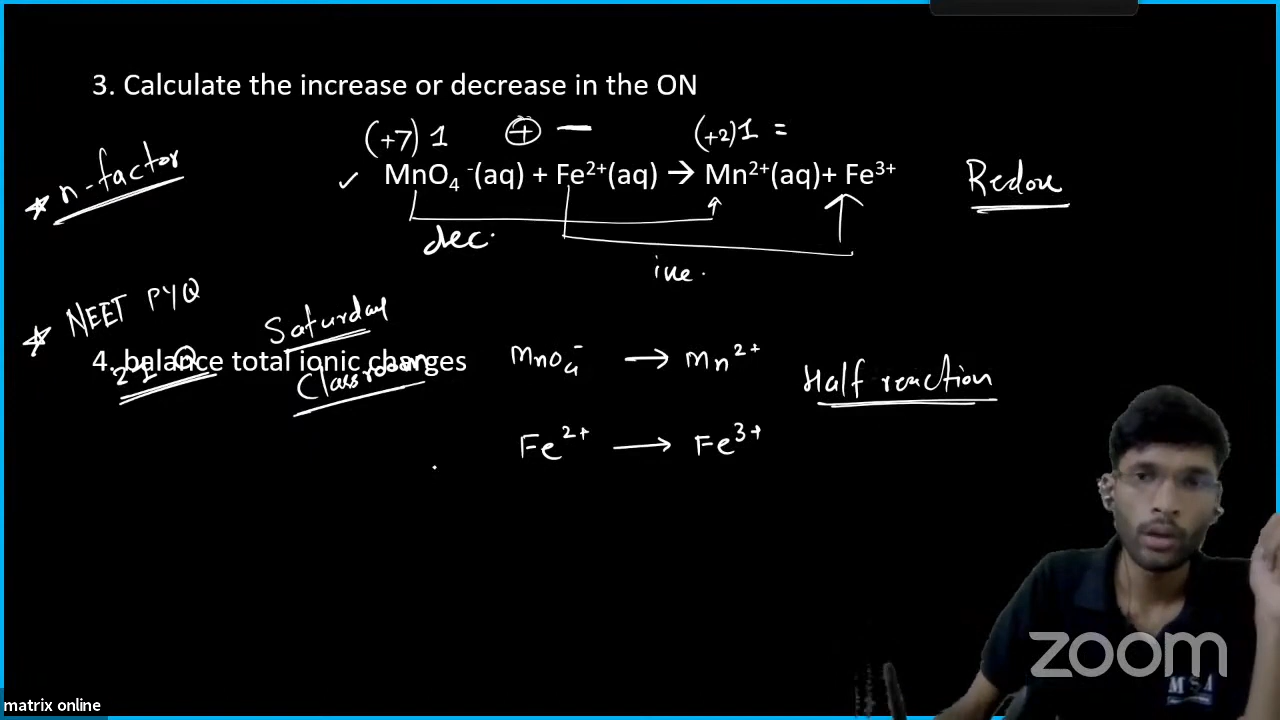 3. Calculate the increase or decrease in the ON
(+7) 1 ⊕ — (+2) 1 =
* n-factor
✓ MnO₄⁻(aq) + Fe²⁺(aq) → Mn²⁺(aq)+ Fe³⁺
Redox
dec.
inc.
* NEET PYQ
Saturday
4. balance total ionic changes
MnO₄⁻ → Mn²⁺
Classroom
Half reaction
Fe²⁺ → Fe³⁺
zoom
MSI
matrix online